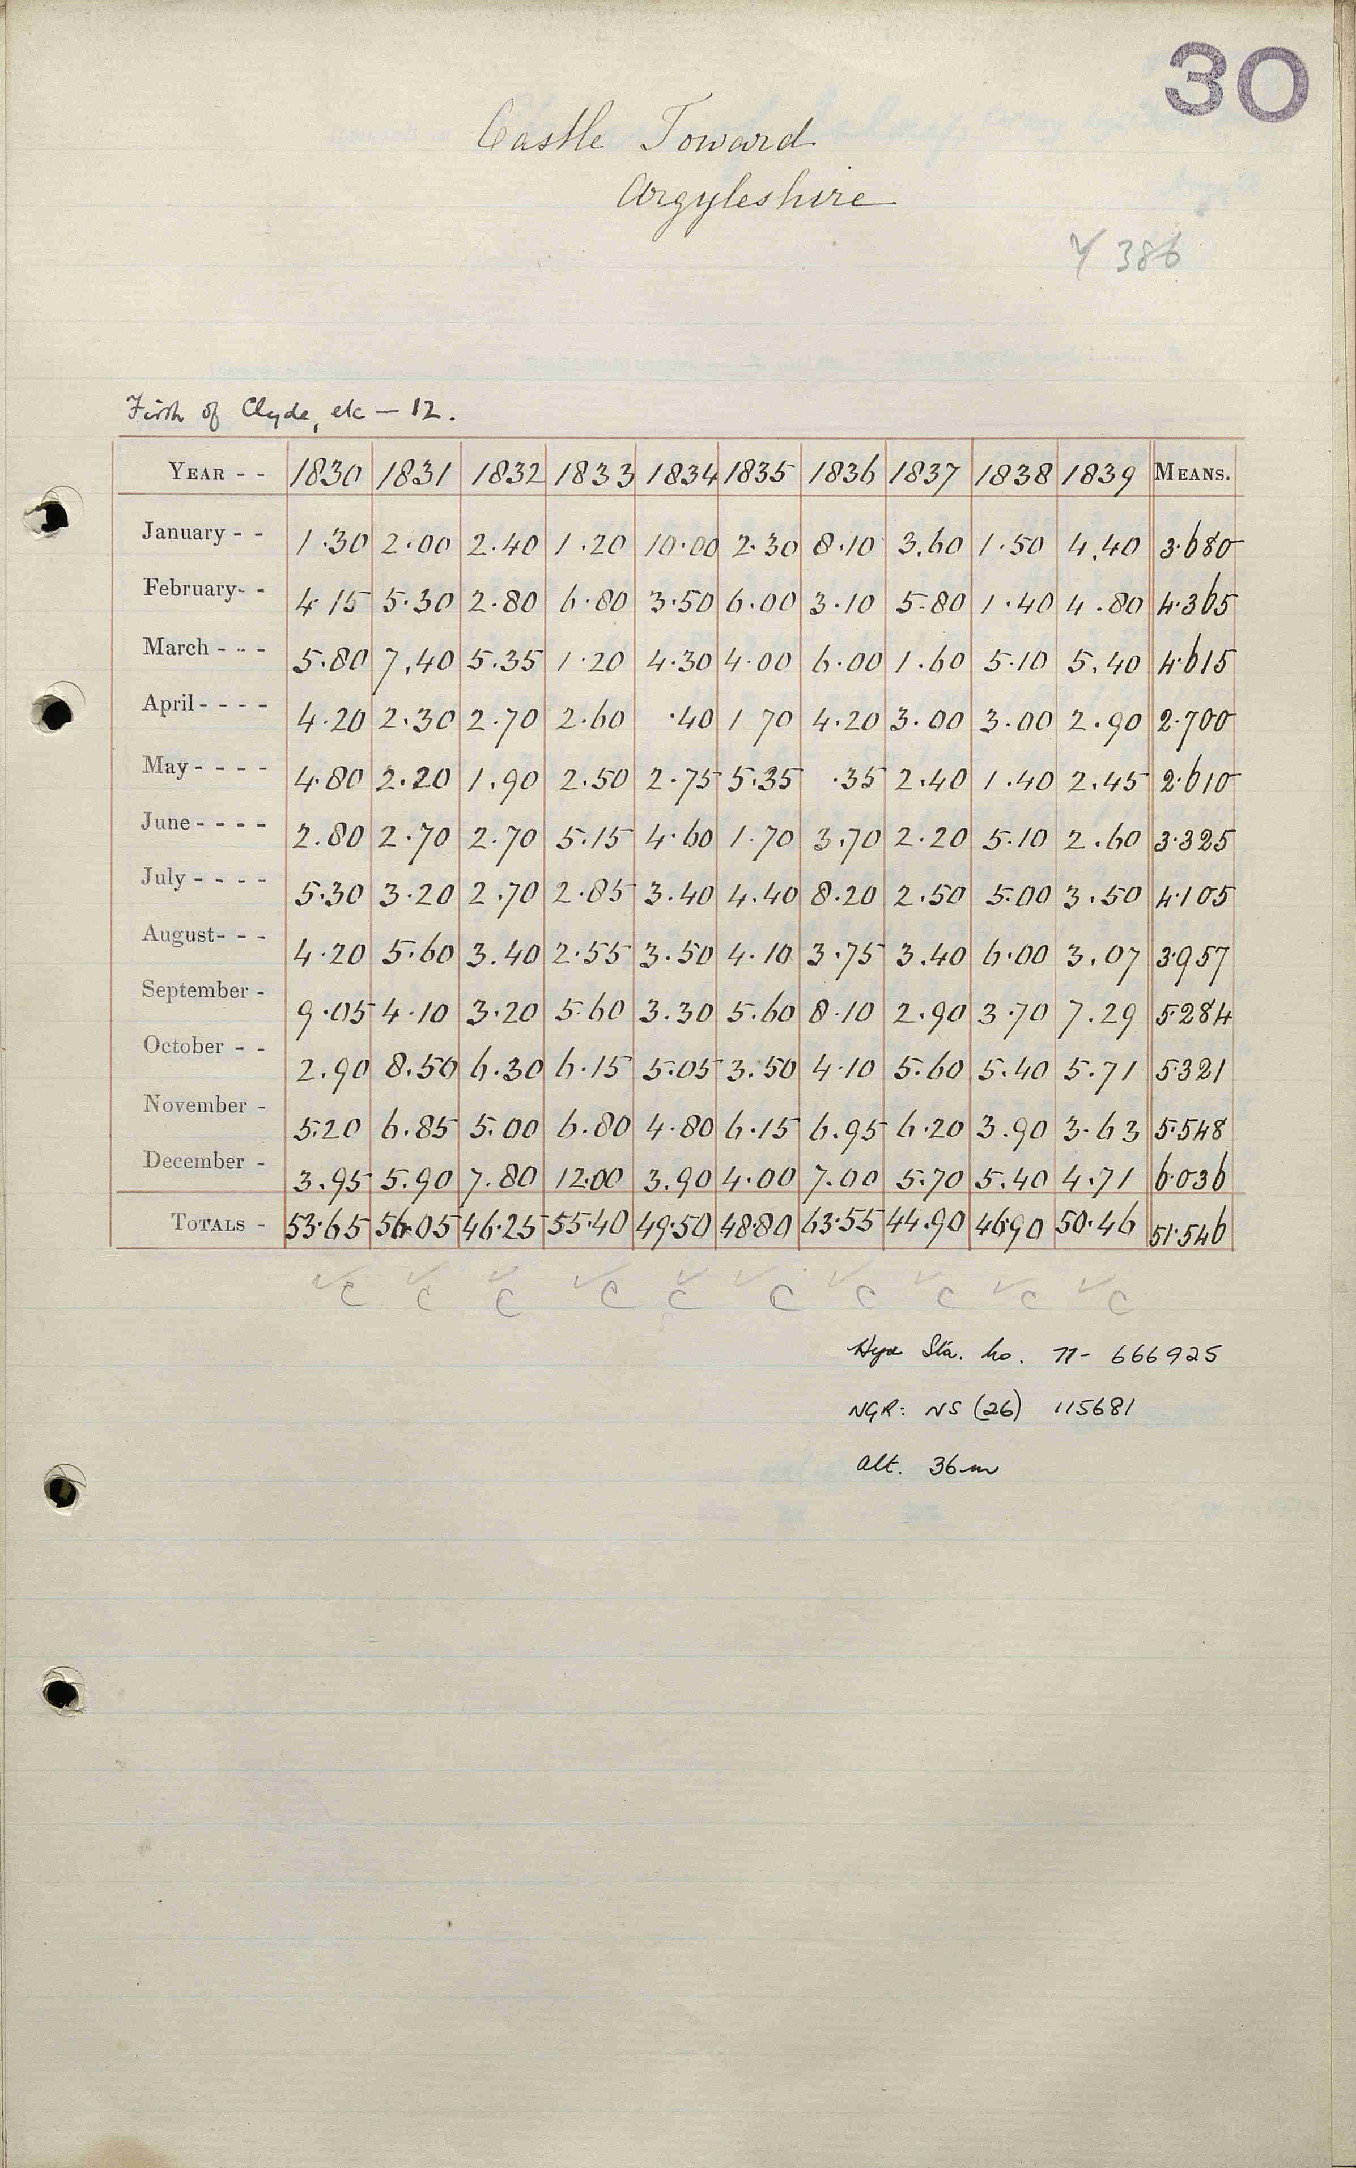 30
Castle Toward
Argyleshire
Y 386
Firth of Clyde, etc — 12.
YEAR - - 1830 1831 1832 1833 1834 1835 1836 1837 1838 1839 MEANS.
January - - 1.30 2.00 2.40 1.20 10.00 2.30 8.10 3.60 1.50 4.40 3.680
February- - 4.15 5.30 2.80 6.80 3.50 6.00 3.10 5.80 1.40 4.80 4.365
March - - - 5.80 7.40 5.35 1.20 4.30 4.00 6.00 1.60 5.10 5.40 4.615
April - - - - 4.20 2.30 2.70 2.60 .40 1 70 4.20 3.00 3.00 2.90 2.700
May - - - - 4.80 2.20 1.90 2.50 2.75 5.35 .35 2.40 1.40 2.45 2.610
June - - - - 2.80 2.70 2.70 5.15 4.60 1.70 3.70 2.20 5.10 2.60 3.325
July - - - - 5.30 3.20 2.70 2.85 3.40 4.40 8.20 2.50 5.00 3.50 4.105
August- - - 4.20 5.60 3.40 2.55 3.50 4.10 3.75 3.40 6.00 3.07 3.957
September - 9.05 4.10 3.20 5.60 3.30 5.60 8.10 2.90 3.70 7.29 5.284
October - - 2.90 8.50 6.30 6.15 5.05 3.50 4.10 5.60 5.40 5.71 5.321
November - 5.20 6.85 5.00 6.80 4.80 6.15 6.95 6.20 3.90 3.63 5.548
December - 3.95 5.90 7.80 12.00 3.90 4.00 7.00 5.70 5.40 4.71 6.036
TOTALS - 53.65 56.05 46.25 55.40 49.50 48.80 63.55 44.90 46.90 50.46 51.546
✓C ✓C ✓C ✓C ✓C ✓C ✓C ✓C ✓C ✓C
Sta. no. 666925
NGR: NS (26) 115681
alt. 36m